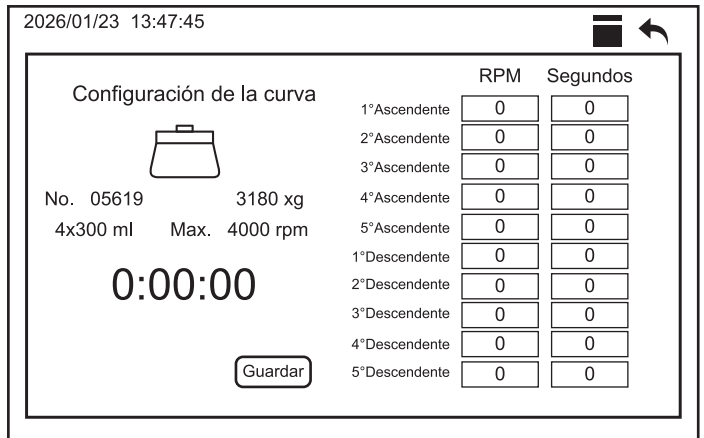 2026/01/23 13:47:45
Configuración de la curva
No. 05619 3180 xg
4x300 ml Max. 4000 rpm
0:00:00
Guardar
RPM Segundos
1°Ascendente 0 0
2°Ascendente 0 0
3°Ascendente 0 0
4°Ascendente 0 0
5°Ascendente 0 0
1°Descendente 0 0
2°Descendente 0 0
3°Descendente 0 0
4°Descendente 0 0
5°Descendente 0 0